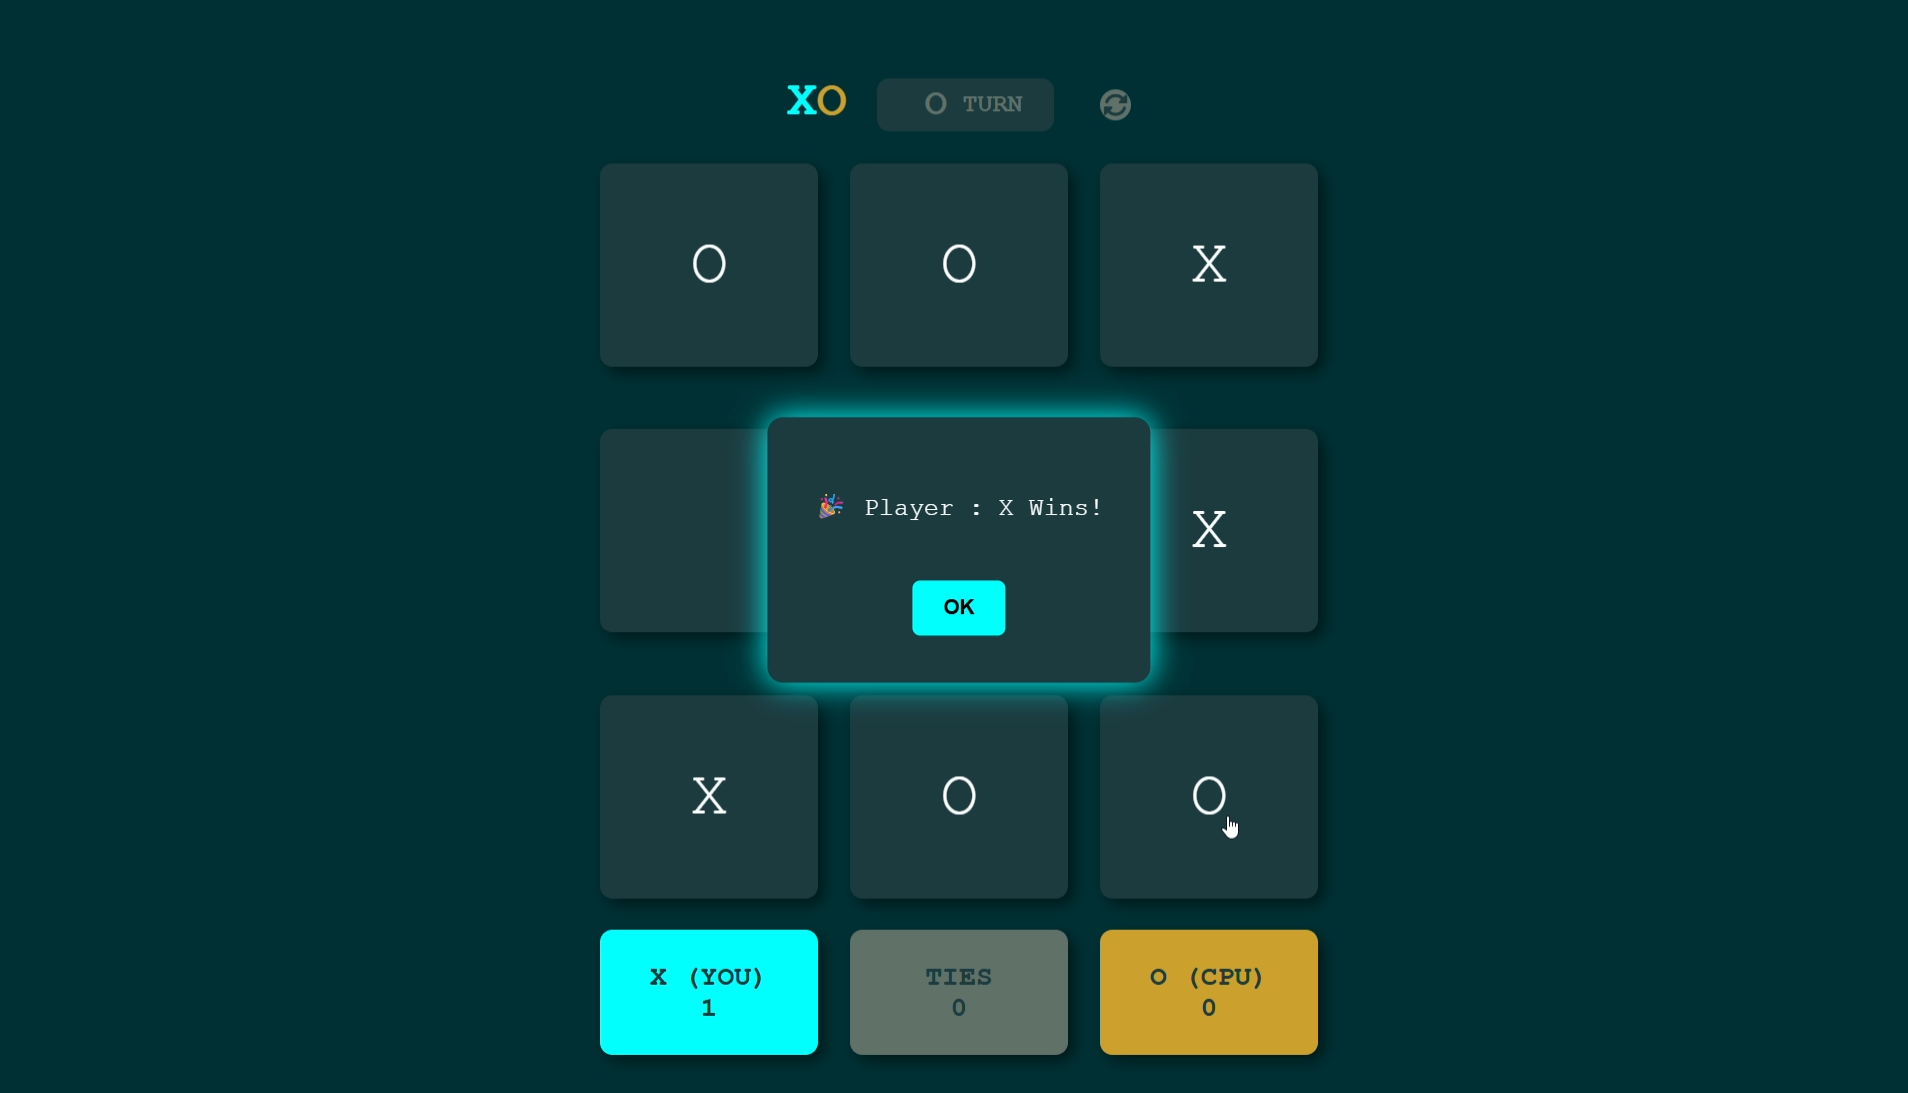 XO
O TURN
O O X
🎉 Player : X Wins!
X
OK
X O O
X (YOU)
1
TIES
0
O (CPU)
0